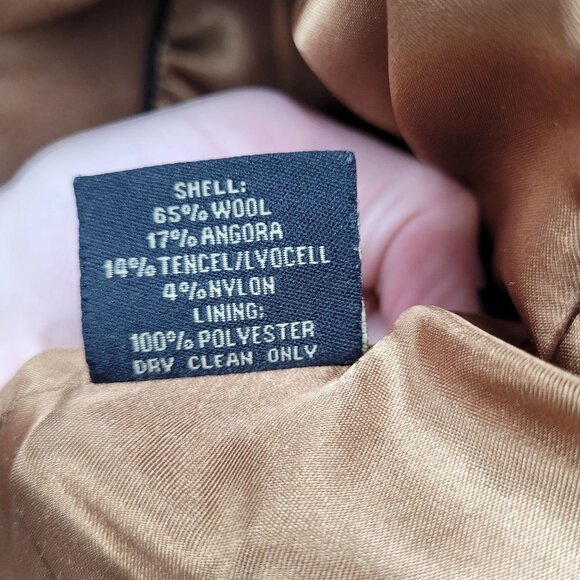 SHELL:
65% WOOL
17% ANGORA
14% TENCEL/LYOCELL
4% NYLON
LINING:
100% POLYESTER
DRY CLEAN ONLY